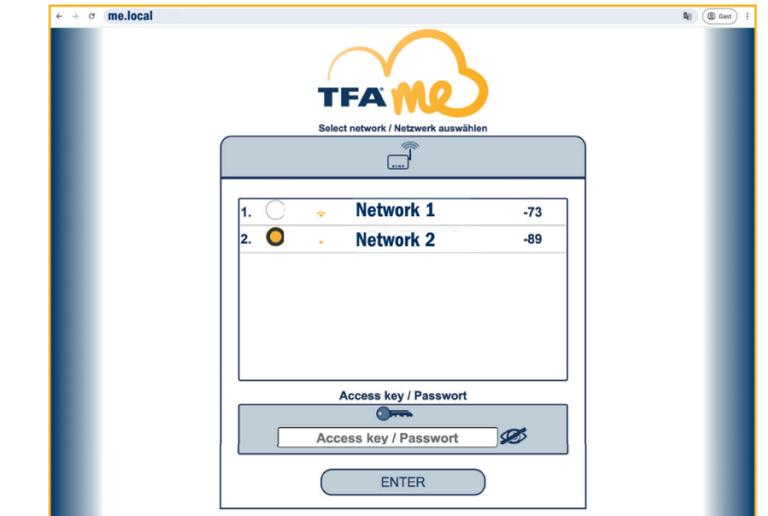 me.local
Gast
TFA me
Select network / Netzwerk auswählen
1. Network 1 -73
2. Network 2 -89
Access key / Passwort
Access key / Passwort
ENTER